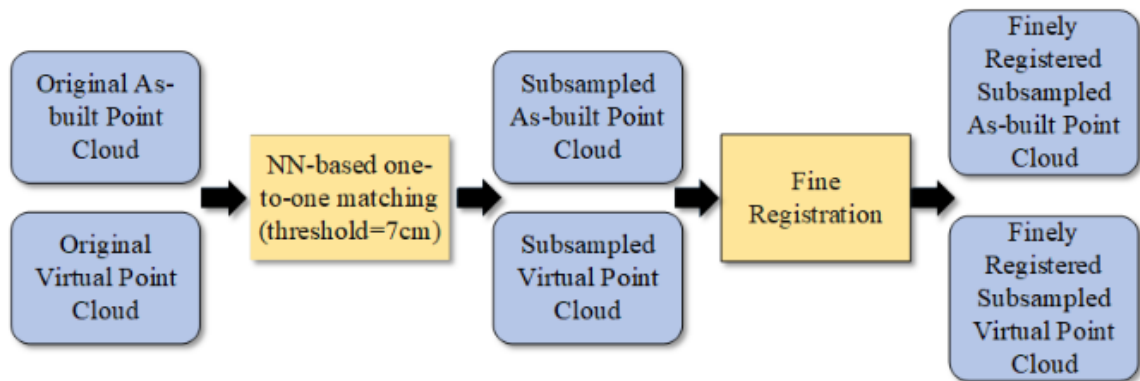 Original As-
built Point
Cloud
Original
Virtual Point
Cloud
NN-based one-
to-one matching
(threshold=7cm)
Subsampled
As-built Point
Cloud
Subsampled
Virtual Point
Cloud
Fine
Registration
Finely
Registered
Subsampled
As-built Point
Cloud
Finely
Registered
Subsampled
Virtual Point
Cloud